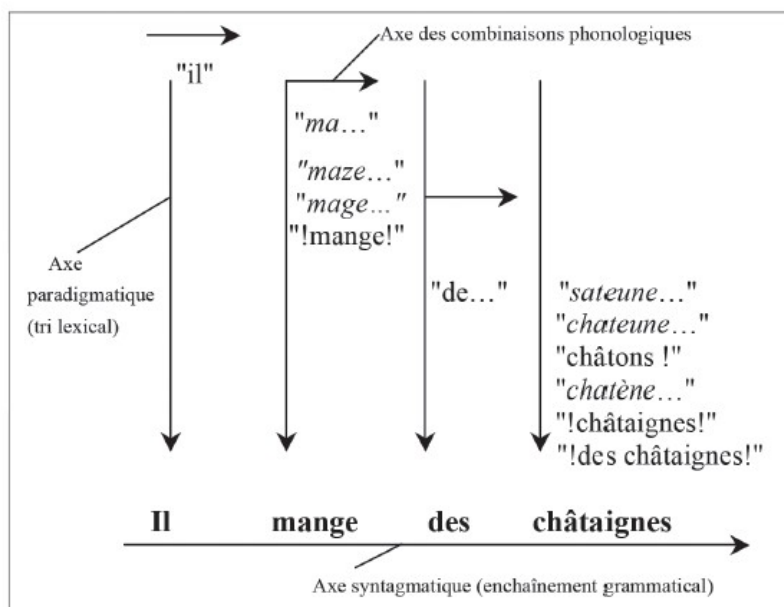 Axe des combinaisons phonologiques
"il"
"ma…"
"maze…"
"mage…"
"!mange!"
Axe
paradigmatique
(tri lexical)
"de…"
"sateune…"
"chateune…"
"châtons !"
"chatène…"
"!châtaignes!"
"!des châtaignes!"
Il mange des châtaignes
Axe syntagmatique (enchaînement grammatical)